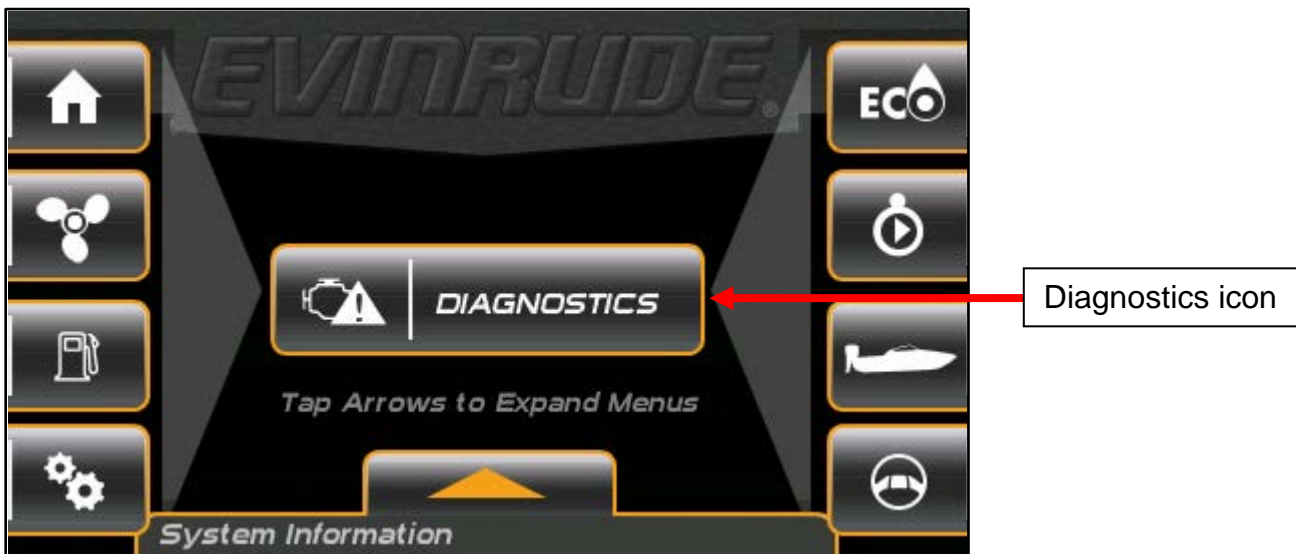 EVINRUDE®
ECO
DIAGNOSTICS
Diagnostics icon
Tap Arrows to Expand Menus
System Information